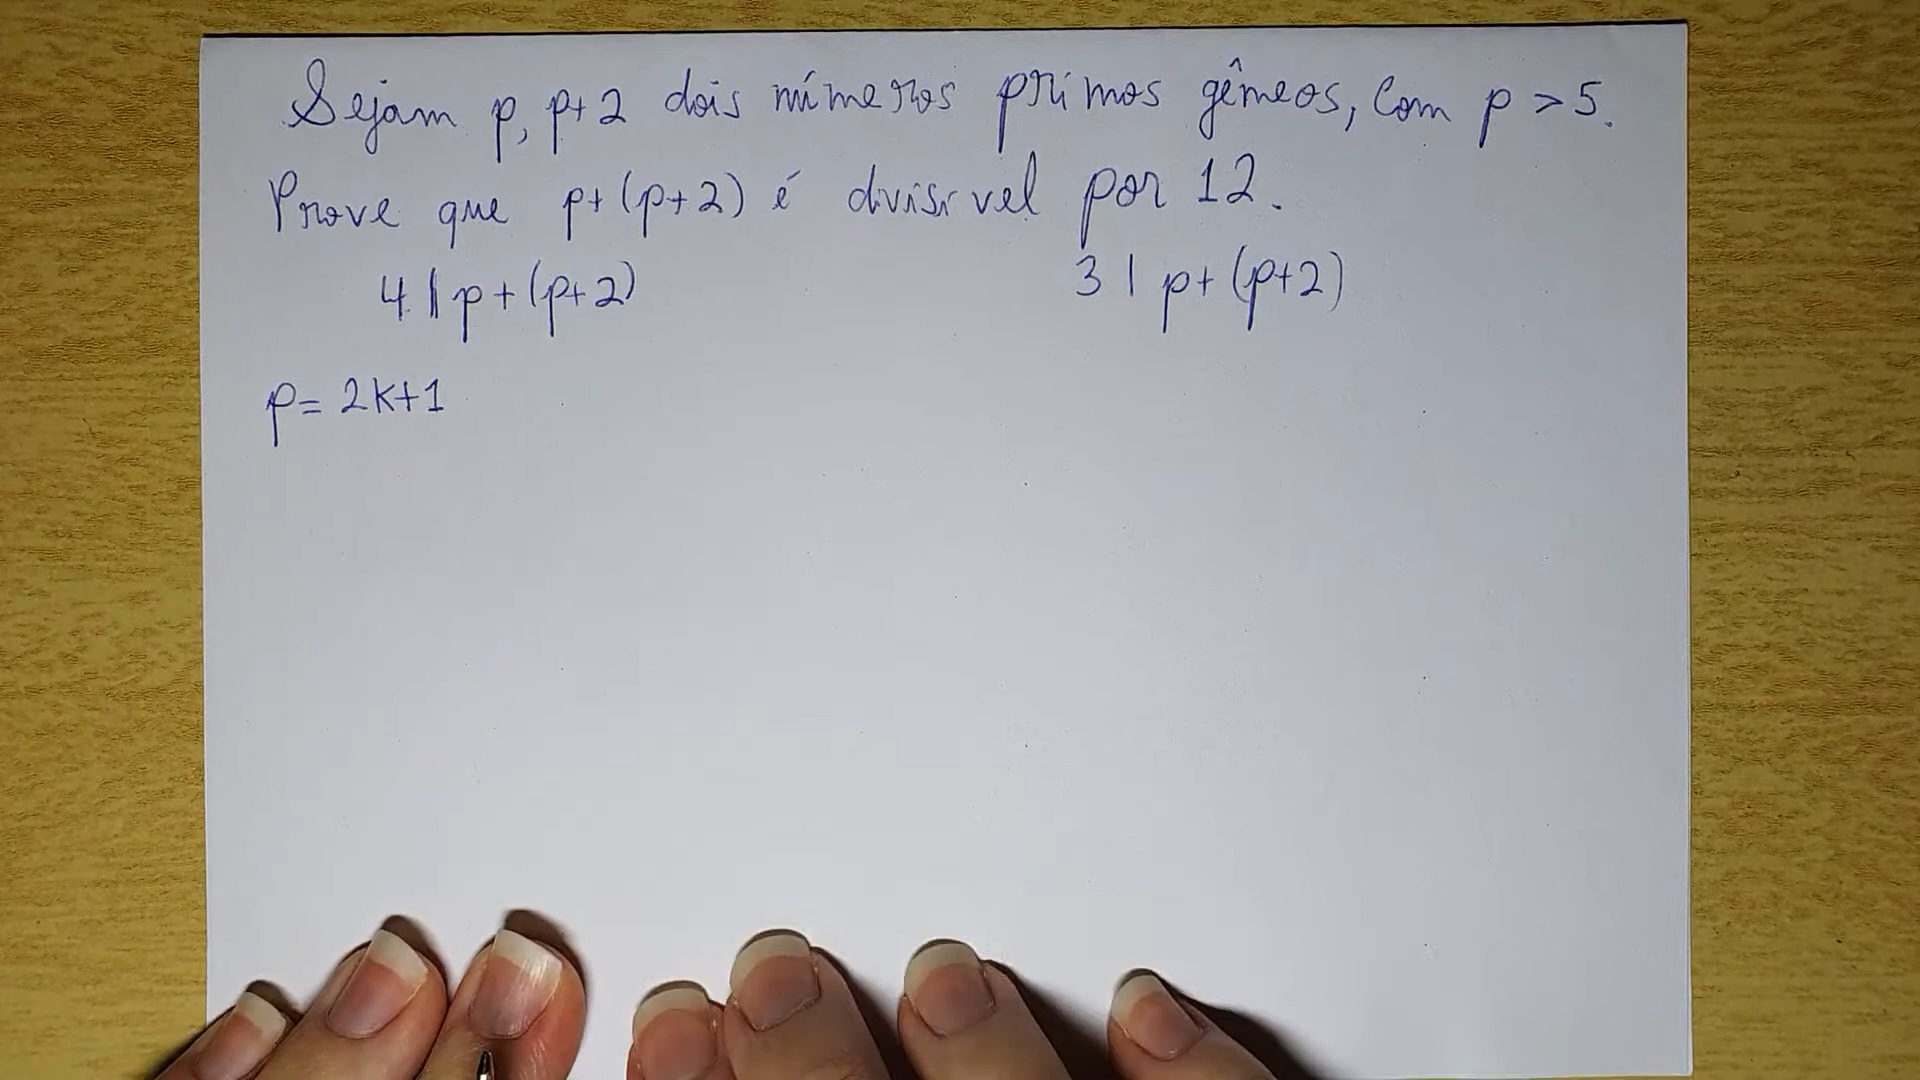 Sejam p, p+2 dois números primos gêmeos, com p > 5.
Prove que p+(p+2) é divisível por 12.
4 | p+(p+2)
3 | p+(p+2)
p = 2k+1